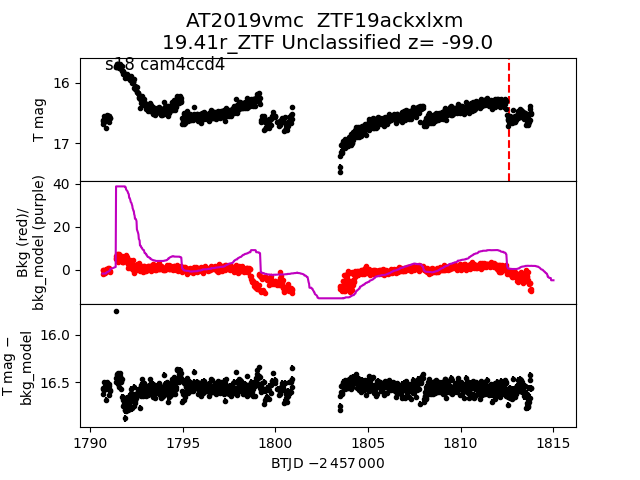 AT2019vmc ZTF19ackxlxm
19.41r_ZTF Unclassified z= -99.0
s18 cam4ccd4
16
17
T mag
40
20
0
Bkg (red)/
bkg_model (purple)
16.0
16.5
T mag −
bkg_model
1790
1795
1800
1805
1810
1815
BTJD −2 457 000